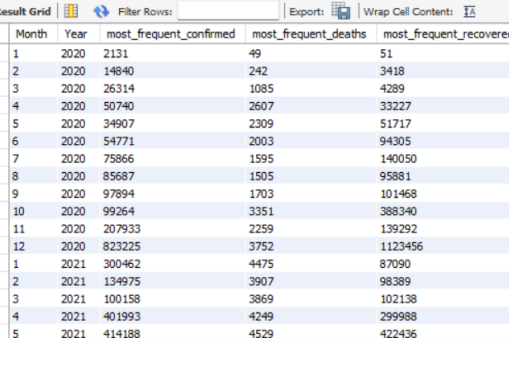 Result Grid Filter Rows: Export: Wrap Cell Content: IA
Month Year most_frequent_confirmed most_frequent_deaths most_frequent_recovered
1 2020 2131 49 51
2 2020 14840 242 3418
3 2020 26314 1085 4289
4 2020 50740 2607 33227
5 2020 34907 2309 51717
6 2020 54771 2003 94305
7 2020 75866 1595 140050
8 2020 85687 1505 95881
9 2020 97894 1703 101468
10 2020 99264 3351 388340
11 2020 207933 2259 139292
12 2020 823225 3752 1123456
1 2021 300462 4475 87090
2 2021 134975 3907 98389
3 2021 100158 3869 102138
4 2021 401993 4249 299988
5 2021 414188 4529 422436